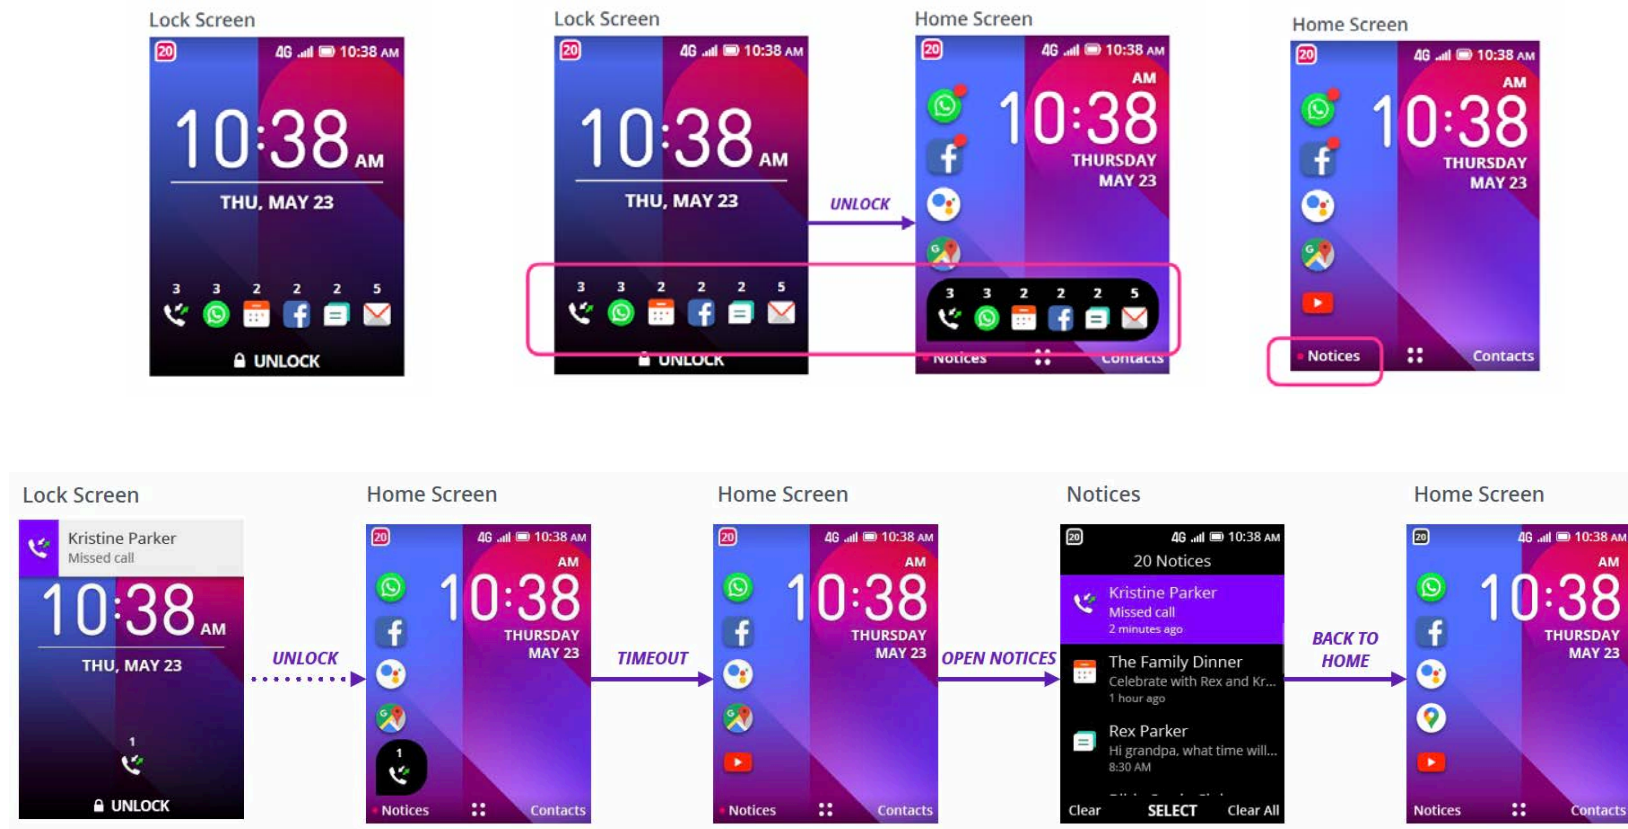 Lock Screen
20 4G 10:38 AM
10:38 AM
THU, MAY 23
3 3 2 2 2 5
UNLOCK
Lock Screen
20 4G 10:38 AM
10:38 AM
THU, MAY 23
3 3 2 2 2 5
UNLOCK
UNLOCK
Home Screen
20 4G 10:38 AM
AM
10:38
THURSDAY
MAY 23
G
3 3 2 2 2 5
Notices Contacts
Home Screen
20 4G 10:38 AM
AM
10:38
THURSDAY
MAY 23
G
Notices Contacts
Lock Screen
Kristine Parker
Missed call
10:38 AM
THU, MAY 23
1
UNLOCK
UNLOCK
Home Screen
20 4G 10:38 AM
AM
10:38
THURSDAY
MAY 23
G
1
Notices Contacts
TIMEOUT
Home Screen
20 4G 10:38 AM
AM
10:38
THURSDAY
MAY 23
G
Notices Contacts
OPEN NOTICES
Notices
20 4G 10:38 AM
20 Notices
Kristine Parker
Missed call
2 minutes ago
The Family Dinner
Celebrate with Rex and Kr...
1 hour ago
Rex Parker
Hi grandpa, what time will...
8:30 AM
Clear SELECT Clear All
BACK TO
HOME
Home Screen
20 4G 10:38 AM
AM
10:38
THURSDAY
MAY 23
Notices Contacts